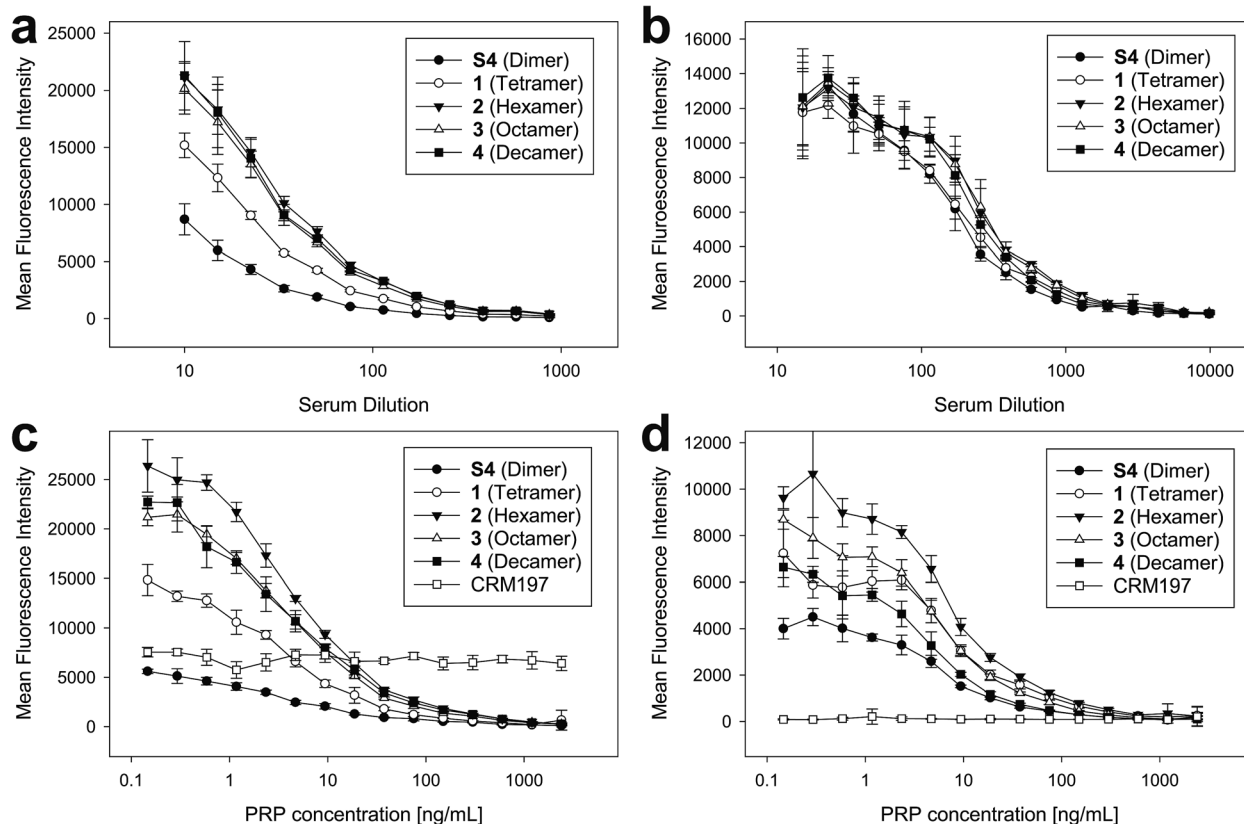 a
25000
20000
15000
10000
5000
0
Mean Fluorescence Intensity
S4 (Dimer)
1 (Tetramer)
2 (Hexamer)
3 (Octamer)
4 (Decamer)
10
100
1000
Serum Dilution
b
16000
14000
12000
10000
8000
6000
4000
2000
0
Mean Fluroescence Intensity
S4 (Dimer)
1 (Tetramer)
2 (Hexamer)
3 (Octamer)
4 (Decamer)
10
100
1000
10000
Serum Dilution
c
25000
20000
15000
10000
5000
0
Mean Fluorescence Intensity
S4 (Dimer)
1 (Tetramer)
2 (Hexamer)
3 (Octamer)
4 (Decamer)
CRM197
0.1
1
10
100
1000
PRP concentration [ng/mL]
d
12000
10000
8000
6000
4000
2000
0
Mean Fluorescence Intensity
S4 (Dimer)
1 (Tetramer)
2 (Hexamer)
3 (Octamer)
4 (Decamer)
CRM197
0.1
1
10
100
1000
PRP concentration [ng/mL]